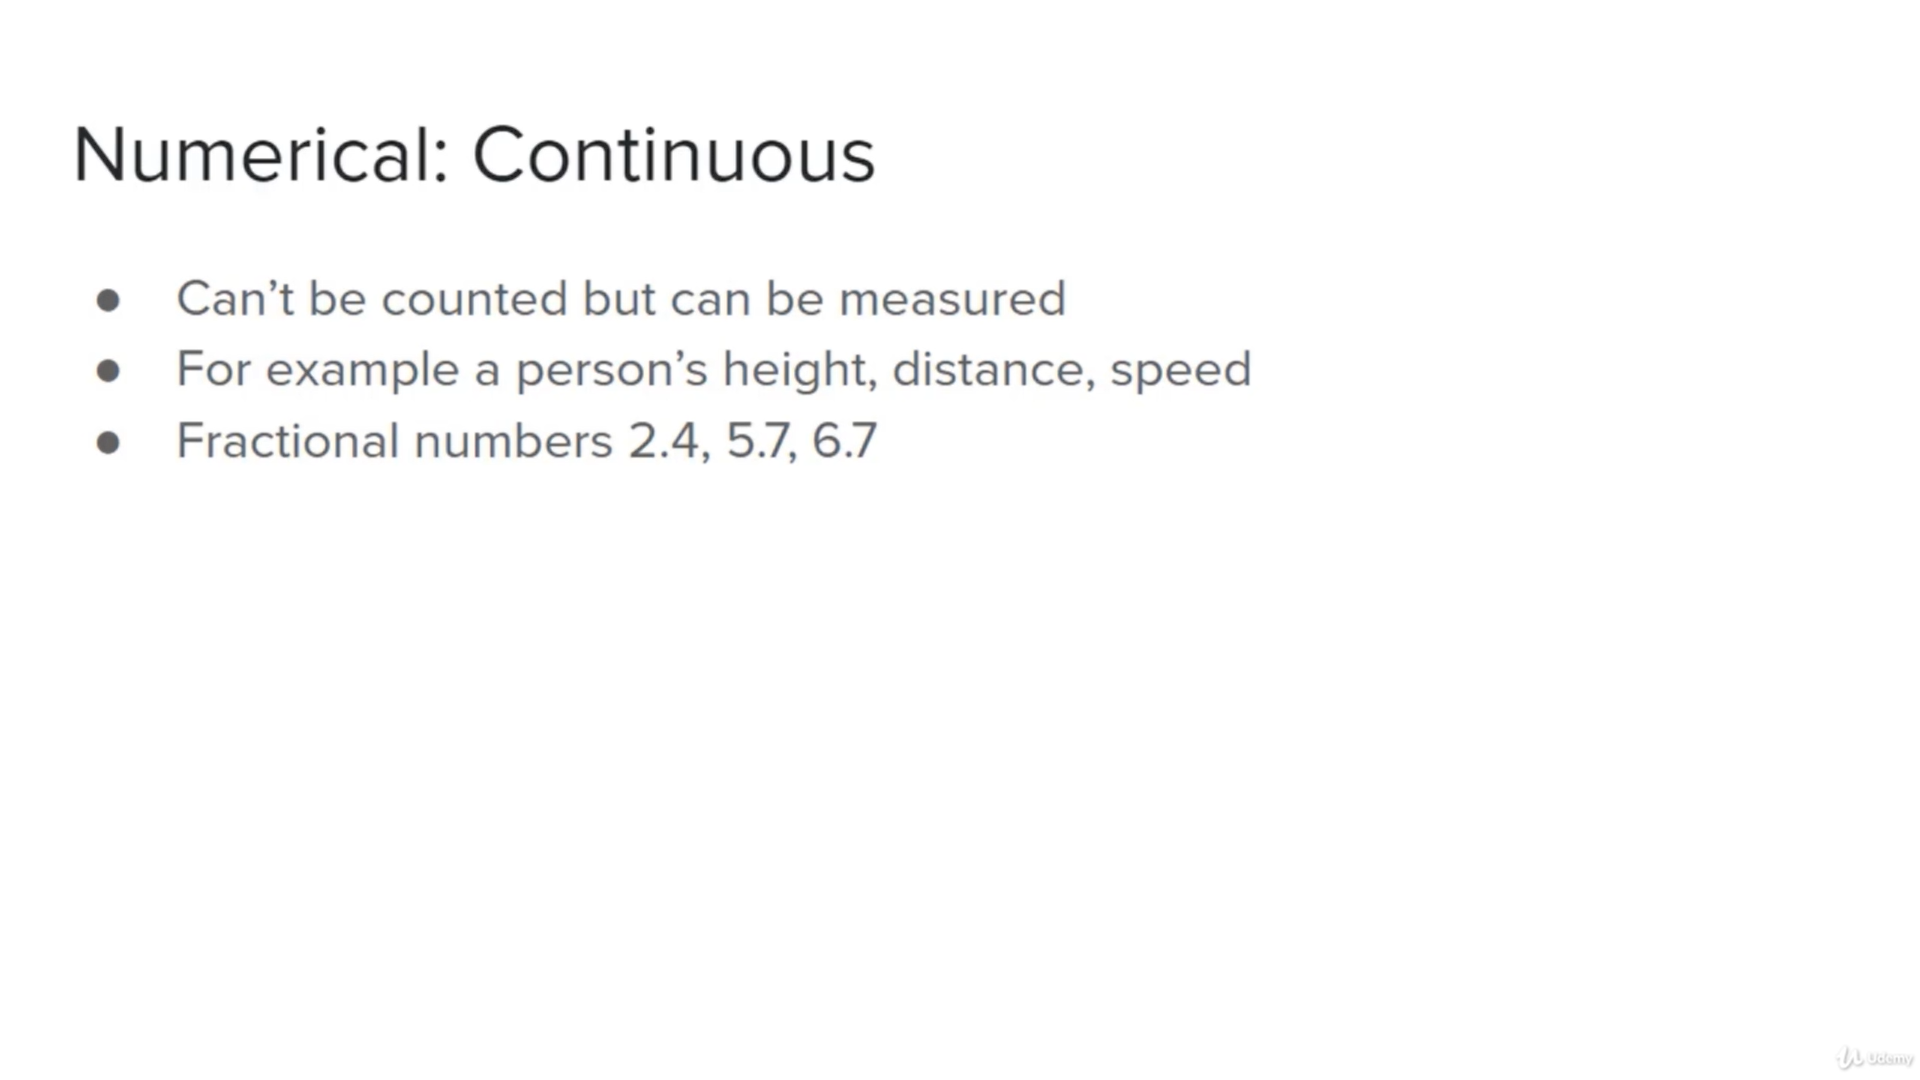 Numerical: Continuous
● Can’t be counted but can be measured
● For example a person’s height, distance, speed
● Fractional numbers 2.4, 5.7, 6.7
Udemy